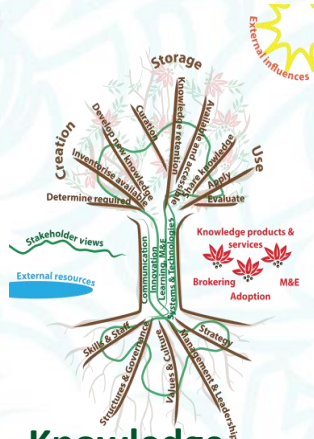 External influences
Storage
Creation
Use
Develop new knowledge
Curation
Knowledge retention
Available and accessible
Share knowledge
Inventorise available
Apply
Determine required
Evaluate
Stakeholder views
External resources
Communication
Innovation
Learning, M&E
Systems & Technologies
Knowledge products &
services
Brokering
M&E
Adoption
Skills & Staff
Structures & Governance
Values & Culture
Management & Leadership
Strategy
Knowledge